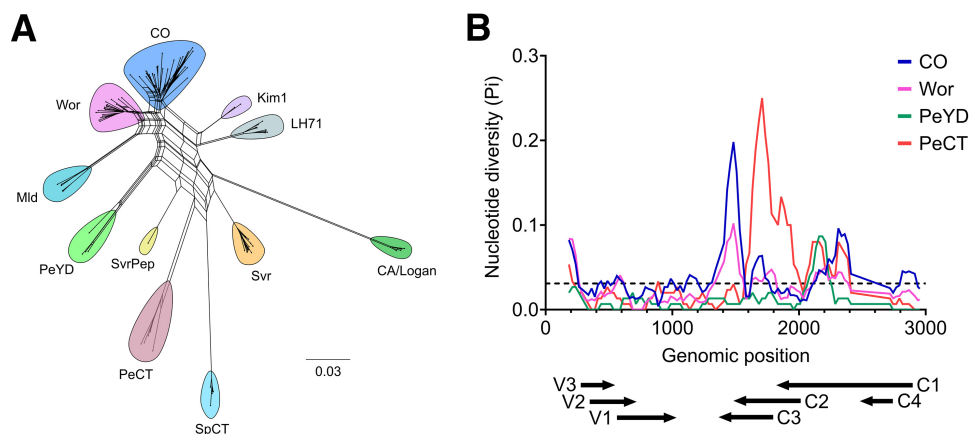 A
CO
Wor
Kim1
LH71
Mld
PeYD
SvrPep
Svr
CA/Logan
PeCT
0.03
SpCT
B
Nucleotide diversity (Pi)
0.3
0.2
0.1
0.0
0 1000 2000 3000
Genomic position
CO
Wor
PeYD
PeCT
V3 C1
V2 C2 C4
V1 C3